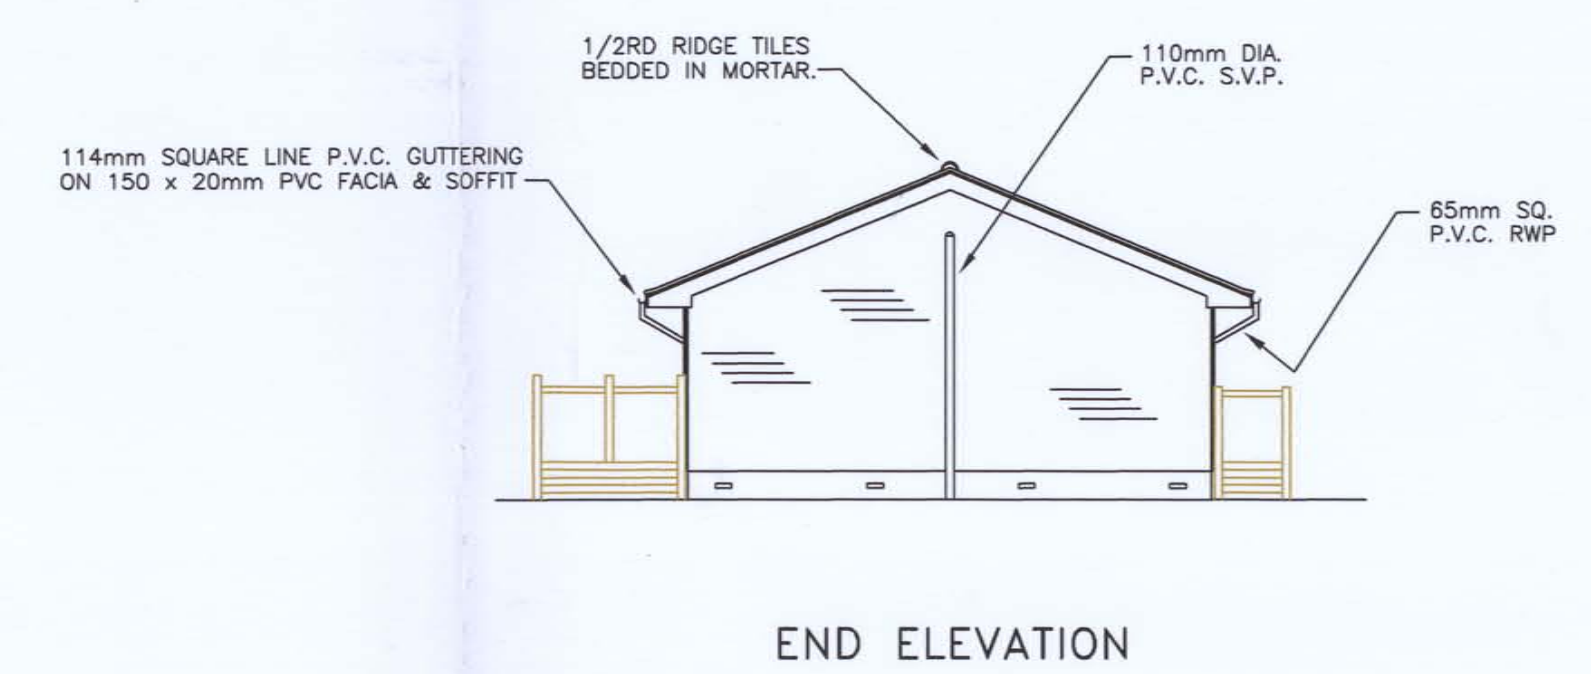 1/2RD RIDGE TILES
BEDDED IN MORTAR.
110mm DIA.
P.V.C. S.V.P.
114mm SQUARE LINE P.V.C. GUTTERING
ON 150 x 20mm PVC FACIA & SOFFIT
65mm SQ.
P.V.C. RWP
END ELEVATION